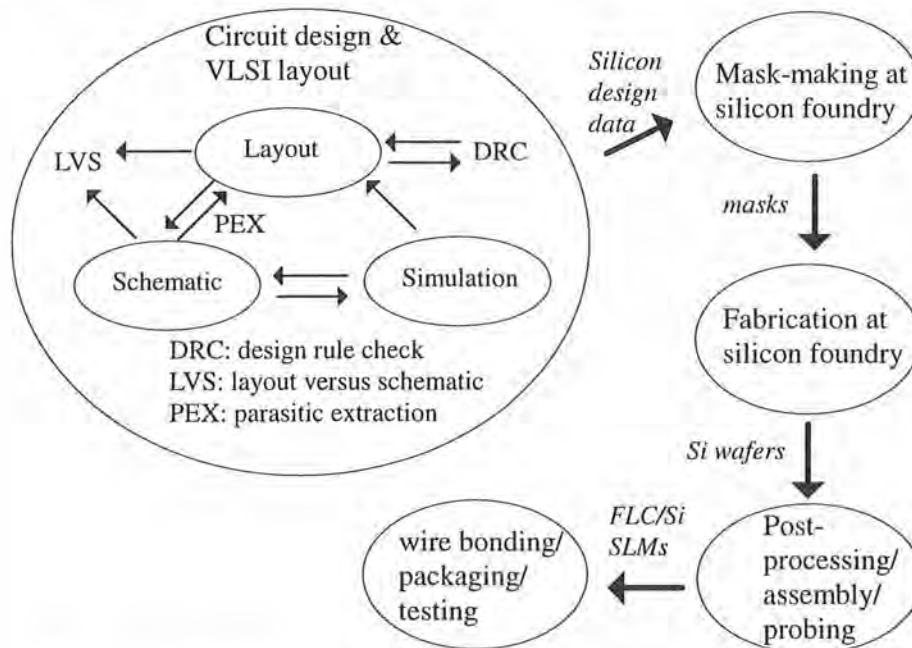 Circuit design &
VLSI layout
Layout
LVS
DRC
PEX
Schematic
Simulation
DRC: design rule check
LVS: layout versus schematic
PEX: parasitic extraction
Silicon
design
data
Mask-making at
silicon foundry
masks
Fabrication at
silicon foundry
Si wafers
Post-
processing/
assembly/
probing
FLC/Si
SLMs
wire bonding/
packaging/
testing